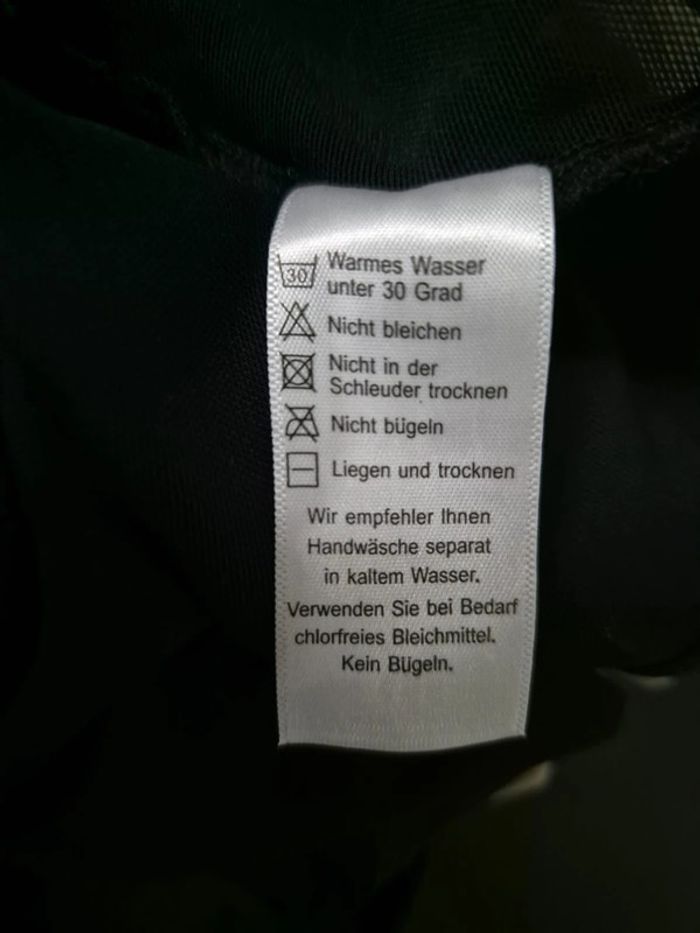 30 Warmes Wasser
unter 30 Grad
Nicht bleichen
Nicht in der
Schleuder trocknen
Nicht bügeln
Liegen und trocknen
Wir empfehler Ihnen
Handwäsche separat
in kaltem Wasser.
Verwenden Sie bei Bedarf
chlorfreies Bleichmittel.
Kein Bügeln.